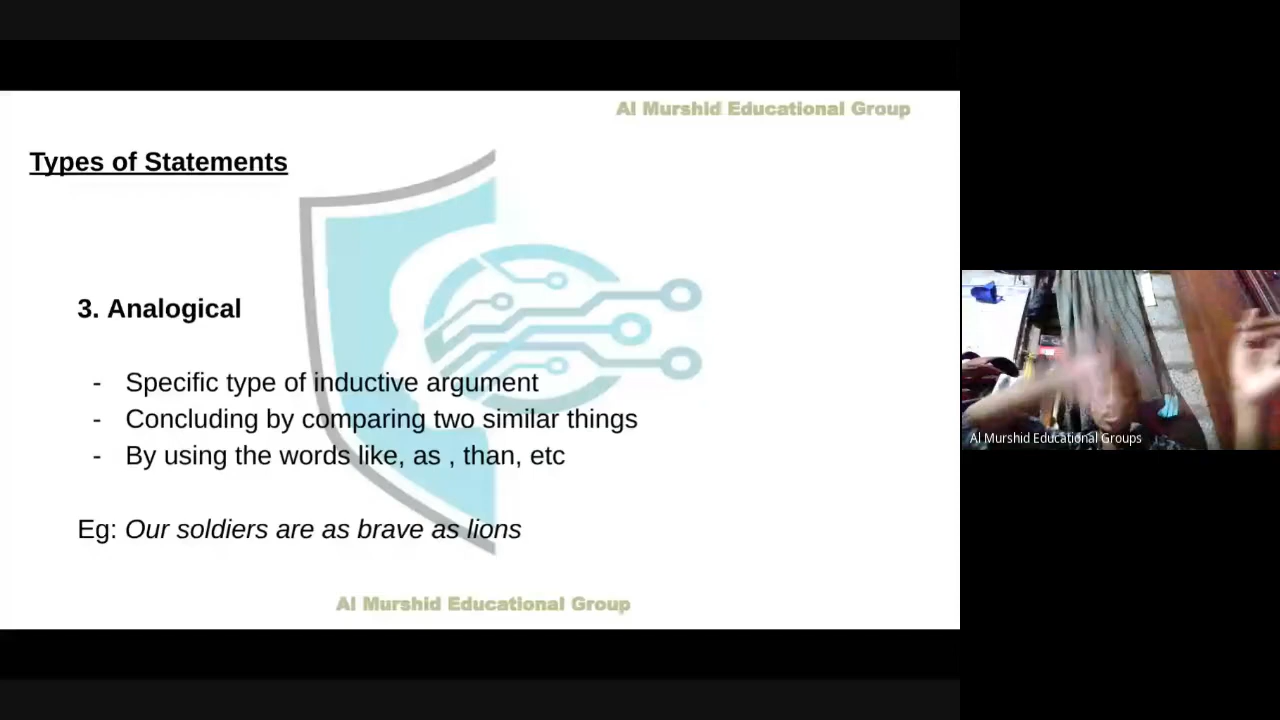 Al Murshid Educational Group
Types of Statements
3. Analogical
- Specific type of inductive argument
- Concluding by comparing two similar things
- By using the words like, as , than, etc
Eg: Our soldiers are as brave as lions
Al Murshid Educational Group
Al Murshid Educational Groups